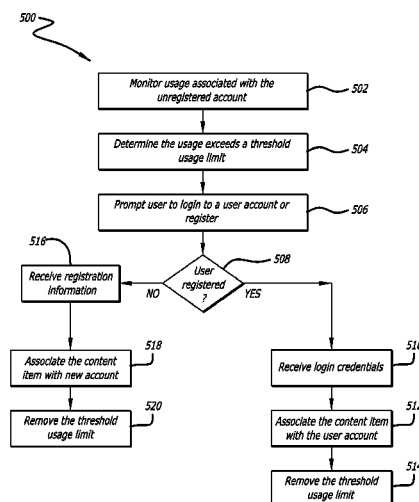 500
Monitor usage associated with the
unregistered account
502
Determine the usage exceeds a threshold
usage limit
504
Prompt user to login to a user account or
register
506
516
508
User
registered
?
NO
YES
Receive registration
information
510
Receive login credentials
Associate the content
item with new account
518
512
Associate the content item
with the user account
Remove the threshold
usage limit
520
514
Remove the threshold
usage limit